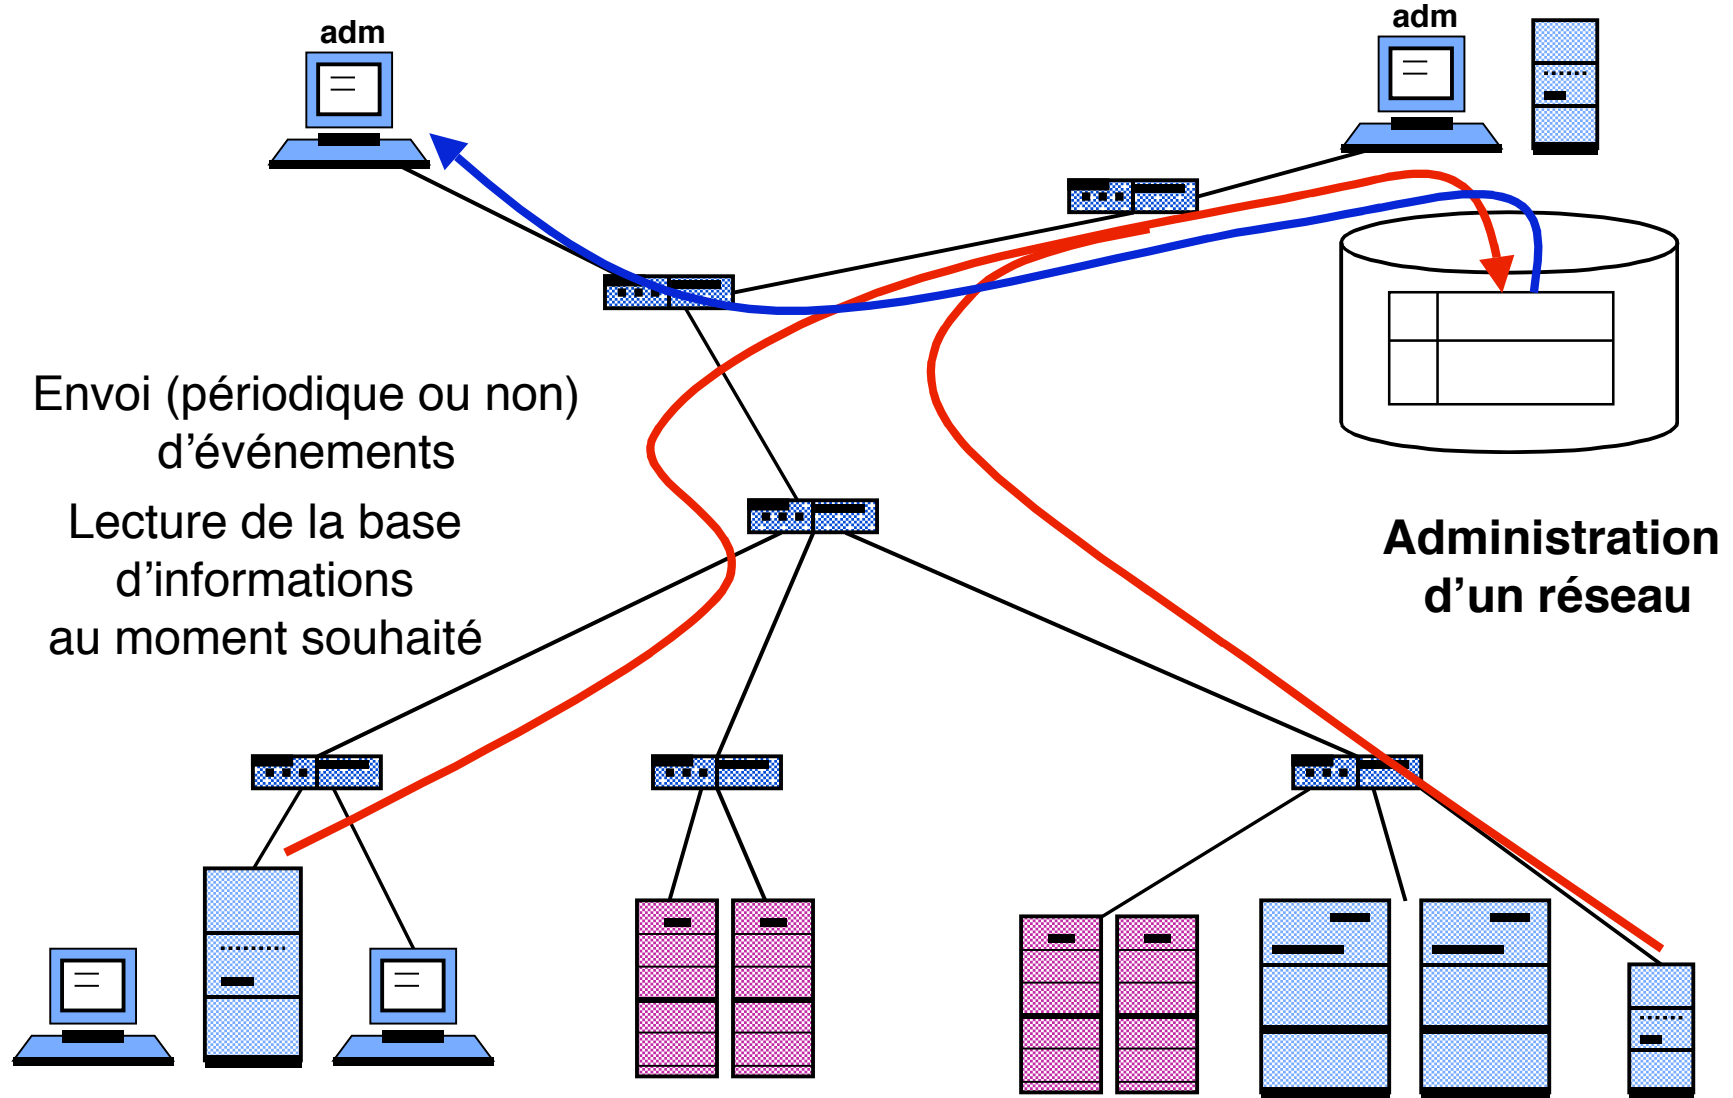 adm
adm
Envoi (périodique ou non)
d’événements
Lecture de la base
d’informations
au moment souhaité
Administration
d’un réseau